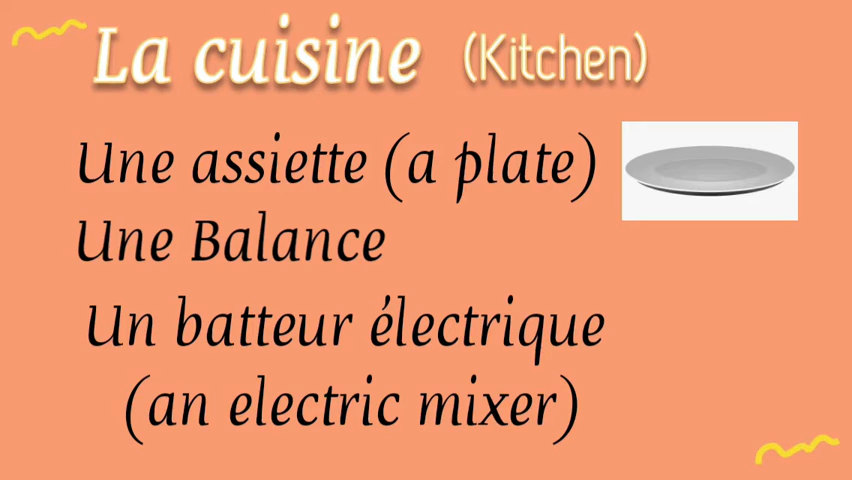 La cuisine (Kitchen)
Une assiette (a plate)
Une Balance
Un batteur électrique
(an electric mixer)